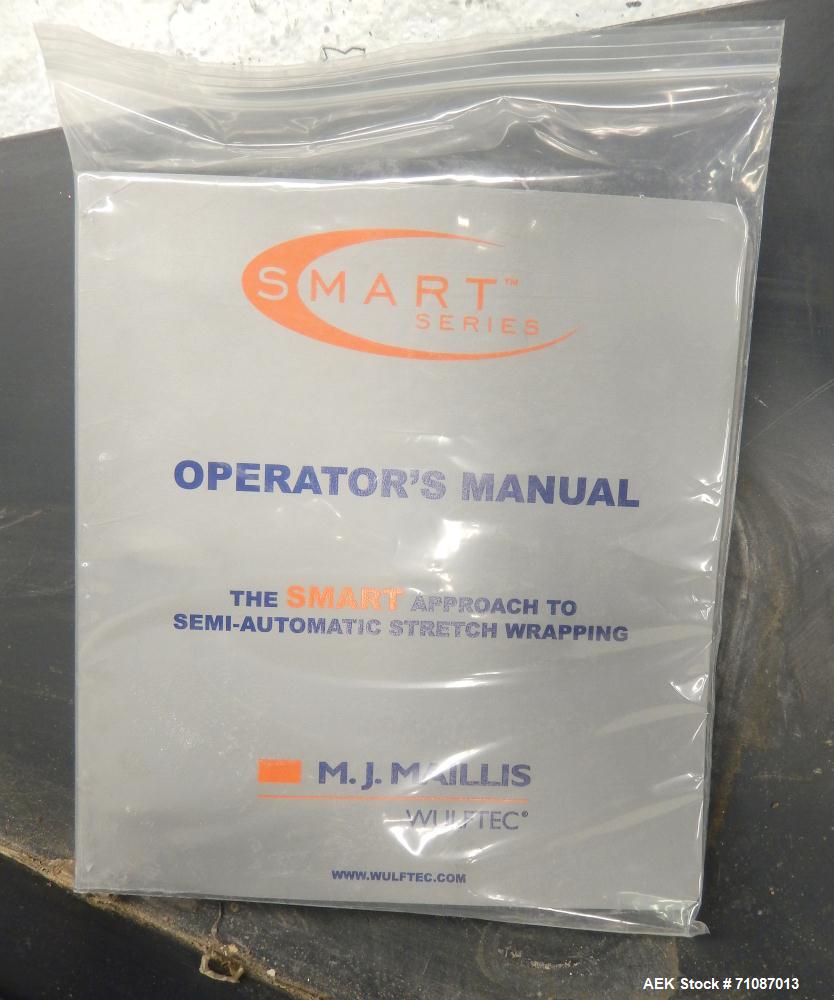 SMART™
SERIES
OPERATOR'S MANUAL
THE SMART APPROACH TO
SEMI-AUTOMATIC STRETCH WRAPPING
M.J. MAILLIS
WULFTEC®
WWW.WULFTEC.COM
AEK Stock #71087013